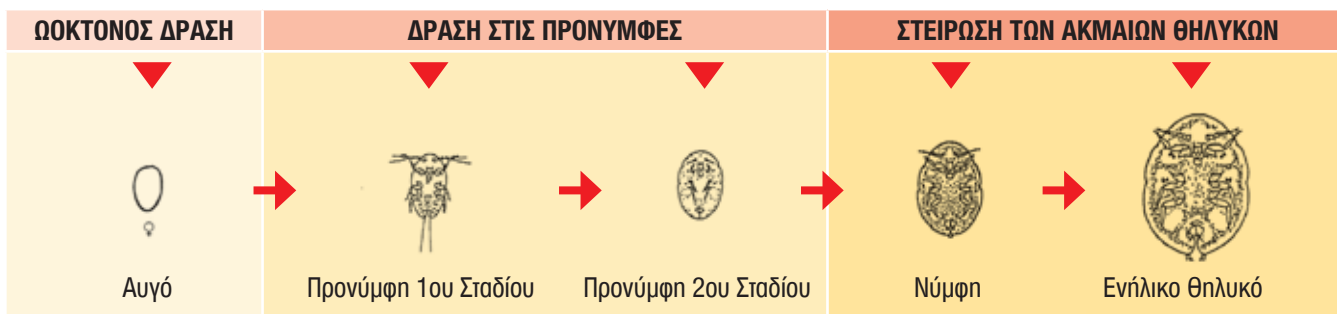 ΩΟΚΤΟΝΟΣ ΔΡΑΣΗ
ΔΡΑΣΗ ΣΤΙΣ ΠΡΟΝΥΜΦΕΣ
ΣΤΕΙΡΩΣΗ ΤΩΝ ΑΚΜΑΙΩΝ ΘΗΛΥΚΩΝ
♀
Αυγό
Προνύμφη 1ου Σταδίου
Προνύμφη 2ου Σταδίου
Νύμφη
Ενήλικο θηλυκό